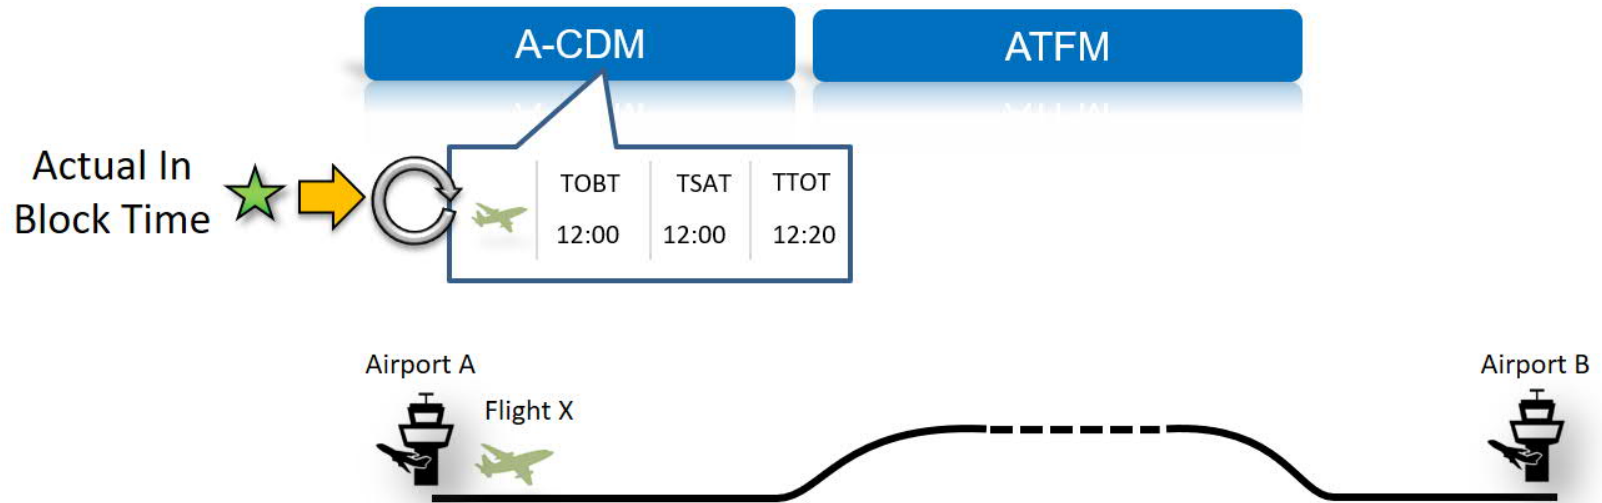 A-CDM
ATFM
Actual In
Block Time
TOBT TSAT TTOT
12:00 12:00 12:20
Airport A
Flight X
Airport B